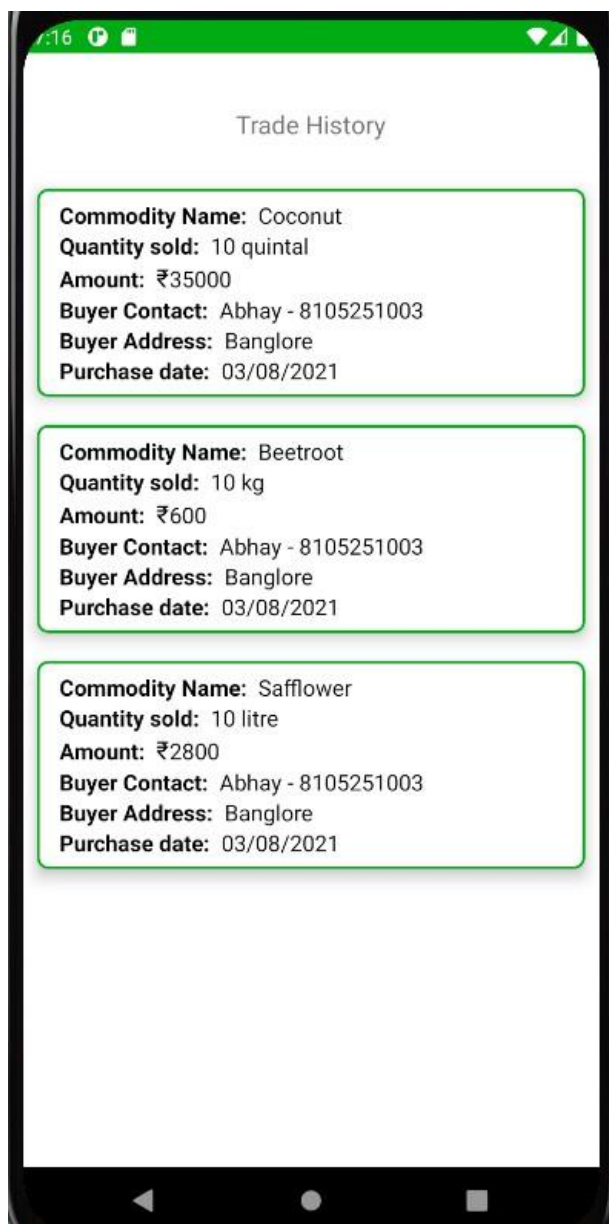 7:16
Trade History
Commodity Name: Coconut
Quantity sold: 10 quintal
Amount: ₹35000
Buyer Contact: Abhay - 8105251003
Buyer Address: Banglore
Purchase date: 03/08/2021
Commodity Name: Beetroot
Quantity sold: 10 kg
Amount: ₹600
Buyer Contact: Abhay - 8105251003
Buyer Address: Banglore
Purchase date: 03/08/2021
Commodity Name: Safflower
Quantity sold: 10 litre
Amount: ₹2800
Buyer Contact: Abhay - 8105251003
Buyer Address: Banglore
Purchase date: 03/08/2021